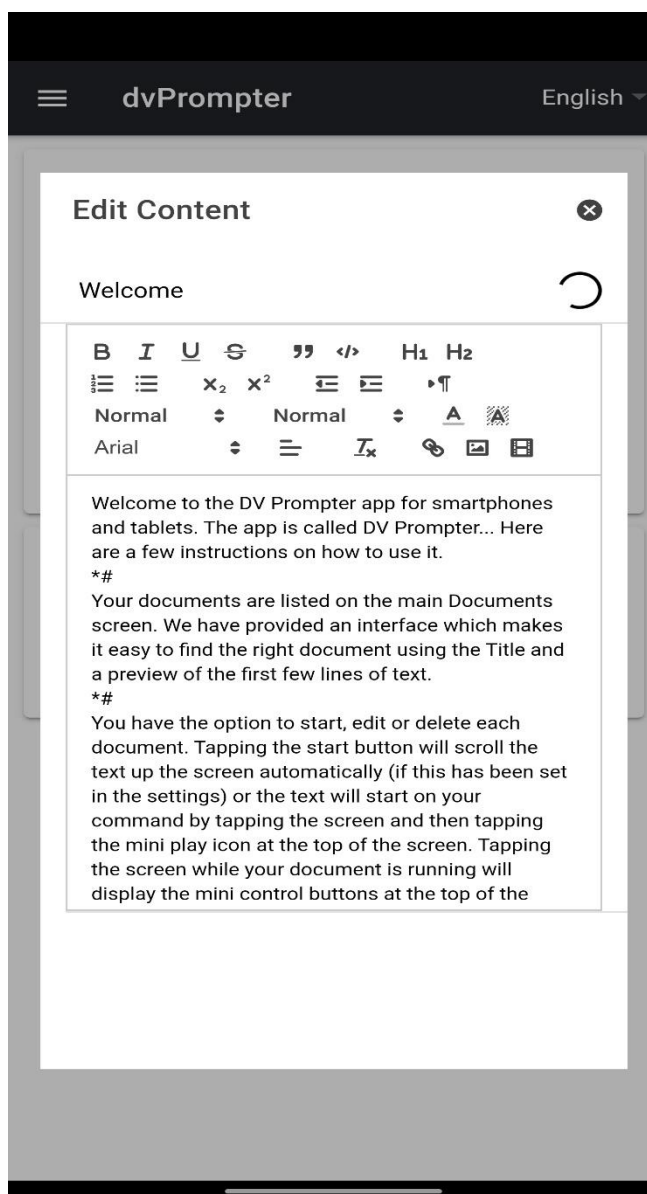 dvPrompter English
Edit Content
Welcome
B I U S ” </> H1 H2
X₂ X²
Normal Normal A A
Arial Tx
Welcome to the DV Prompter app for smartphones
and tablets. The app is called DV Prompter... Here
are a few instructions on how to use it.
*#
Your documents are listed on the main Documents
screen. We have provided an interface which makes
it easy to find the right document using the Title and
a preview of the first few lines of text.
*#
You have the option to start, edit or delete each
document. Tapping the start button will scroll the
text up the screen automatically (if this has been set
in the settings) or the text will start on your
command by tapping the screen and then tapping
the mini play icon at the top of the screen. Tapping
the screen while your document is running will
display the mini control buttons at the top of the